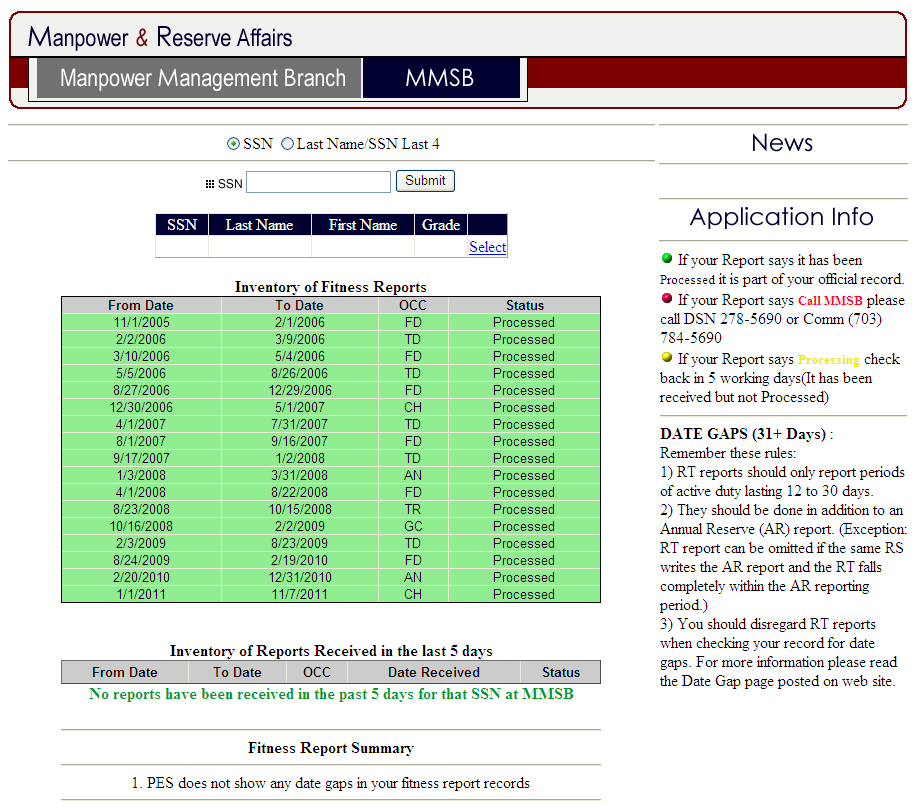 Manpower & Reserve Affairs
Manpower Management Branch MMSB
SSN Last Name/SSN Last 4
SSN Submit
SSN Last Name First Name Grade
Select
Inventory of Fitness Reports
From Date To Date OCC Status
11/1/2005 2/1/2006 FD Processed
2/2/2006 3/9/2006 TD Processed
3/10/2006 5/4/2006 FD Processed
5/5/2006 8/26/2006 TD Processed
8/27/2006 12/29/2006 FD Processed
12/30/2006 5/1/2007 CH Processed
4/1/2007 7/31/2007 TD Processed
8/1/2007 9/16/2007 FD Processed
9/17/2007 1/2/2008 TD Processed
1/3/2008 3/31/2008 AN Processed
4/1/2008 8/22/2008 FD Processed
8/23/2008 10/15/2008 TR Processed
10/16/2008 2/2/2009 GC Processed
2/3/2009 8/23/2009 TD Processed
8/24/2009 2/19/2010 FD Processed
2/20/2010 12/31/2010 AN Processed
1/1/2011 11/7/2011 CH Processed
Inventory of Reports Received in the last 5 days
From Date To Date OCC Date Received Status
No reports have been received in the past 5 days for that SSN at MMSB
Fitness Report Summary
1. PES does not show any date gaps in your fitness report records
News
Application Info
If your Report says it has been
Processed it is part of your official record.
If your Report says Call MMSB please
call DSN 278-5690 or Comm (703)
784-5690
If your Report says Processing check
back in 5 working days(It has been
received but not Processed)
DATE GAPS (31+ Days) :
Remember these rules:
1) RT reports should only report periods
of active duty lasting 12 to 30 days.
2) They should be done in addition to an
Annual Reserve (AR) report. (Exception:
RT report can be omitted if the same RS
writes the AR report and the RT falls
completely within the AR reporting
period.)
3) You should disregard RT reports
when checking your record for date
gaps. For more information please read
the Date Gap page posted on web site.